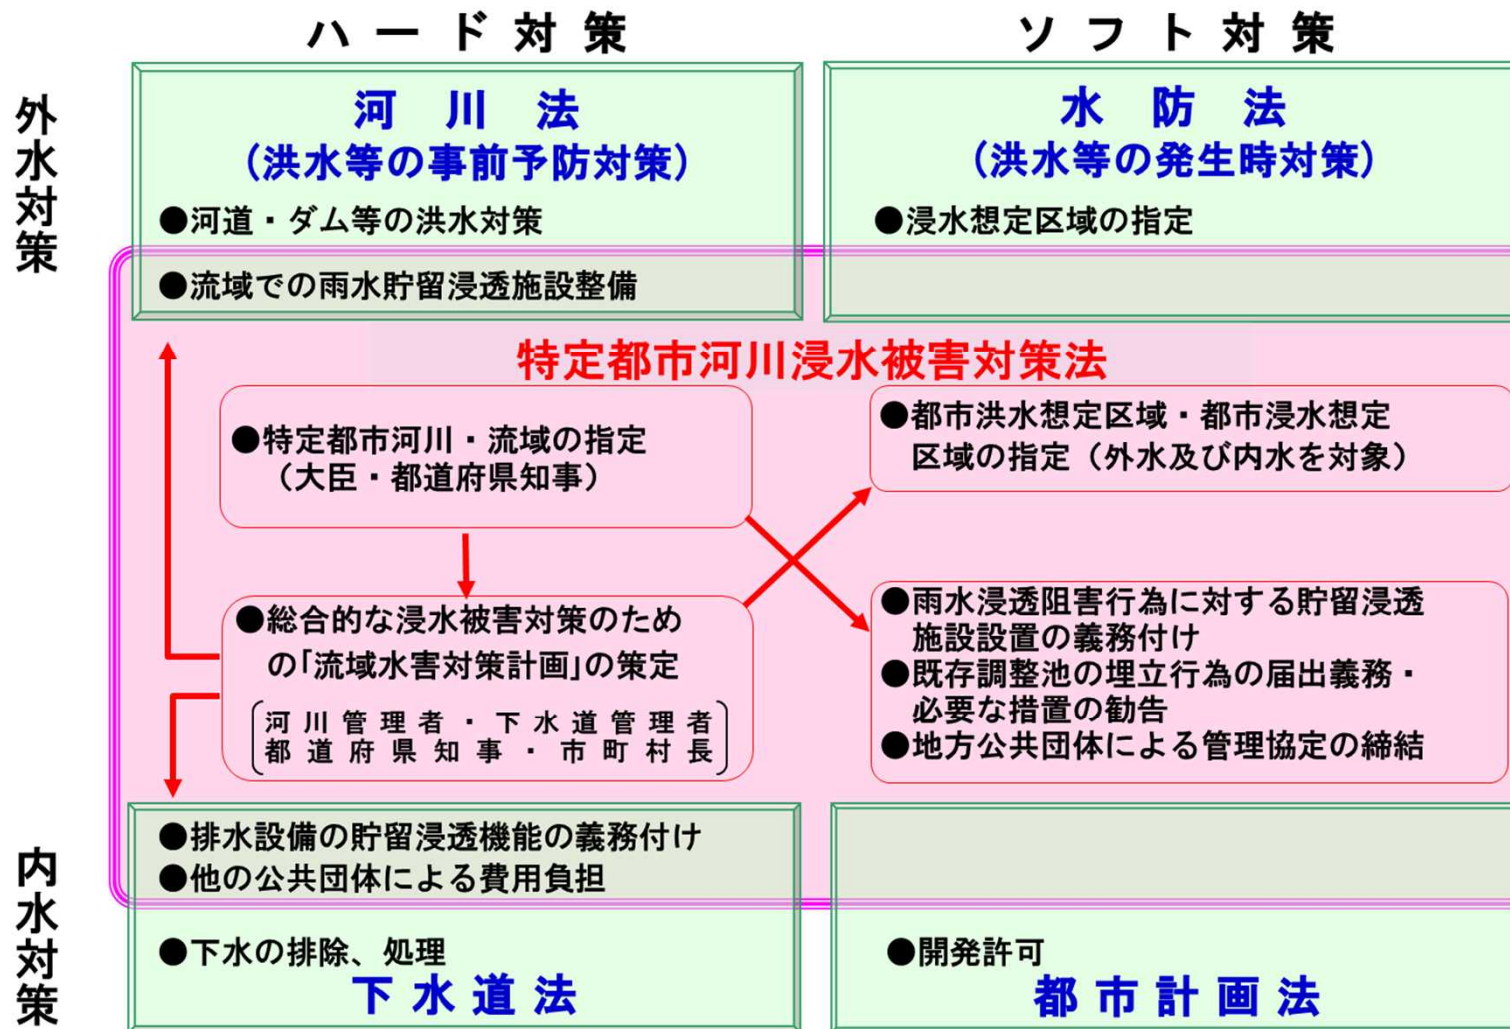 ハード対策
ソフト対策
外水対策
河川法
（洪水等の事前予防対策）
●河道・ダム等の洪水対策
●流域での雨水貯留浸透施設整備
水防法
（洪水等の発生時対策）
●浸水想定区域の指定
特定都市河川浸水被害対策法
●特定都市河川・流域の指定
（大臣・都道府県知事）
●都市洪水想定区域・都市浸水想定
区域の指定（外水及び内水を対象）
●総合的な浸水被害対策のため
の「流域水害対策計画」の策定
河川管理者・下水道管理者
都道府県知事・市町村長
●雨水浸透阻害行為に対する貯留浸透
施設設置の義務付け
●既存調整池の埋立行為の届出義務・
必要な措置の勧告
●地方公共団体による管理協定の締結
内水対策
●排水設備の貯留浸透機能の義務付け
●他の公共団体による費用負担
●下水の排除、処理
下水道法
●開発許可
都市計画法